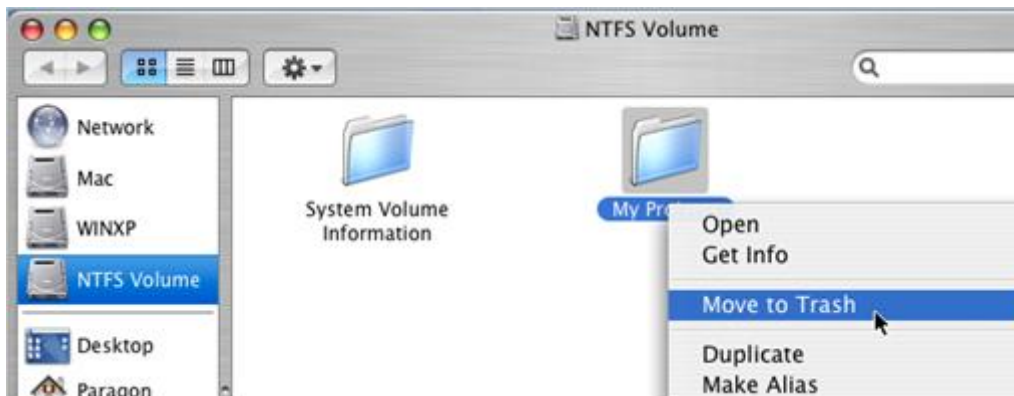 NTFS Volume
Network
Mac
WINXP
NTFS Volume
Desktop
Paragon
System Volume
Information
My
Open
Get Info
Move to Trash
Duplicate
Make Alias